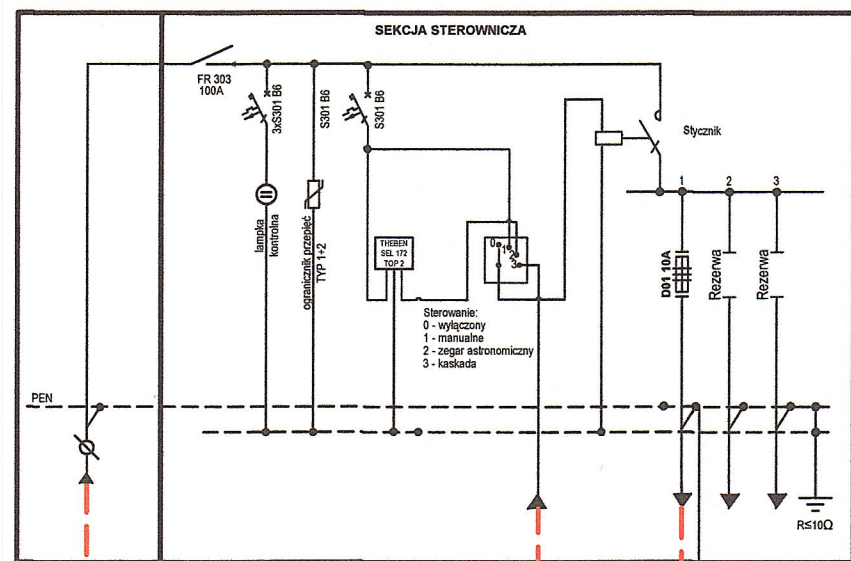 SEKCJA STEROWNICZA
FR 303
100A
3xS301 B6
S301 B6
S301 B6
Stycznik
1
2
3
lampka
kontrolna
ogranicznik przepięć
TYP 1+2
THEBEN
SEL 172
TOP 2
0
1
2
3
D01 10A
Rezerwa
Rezerwa
Sterowanie:
0 - wyłączony
1 - manualne
2 - zegar astronomiczny
3 - kaskada
PEN
R≤10Ω